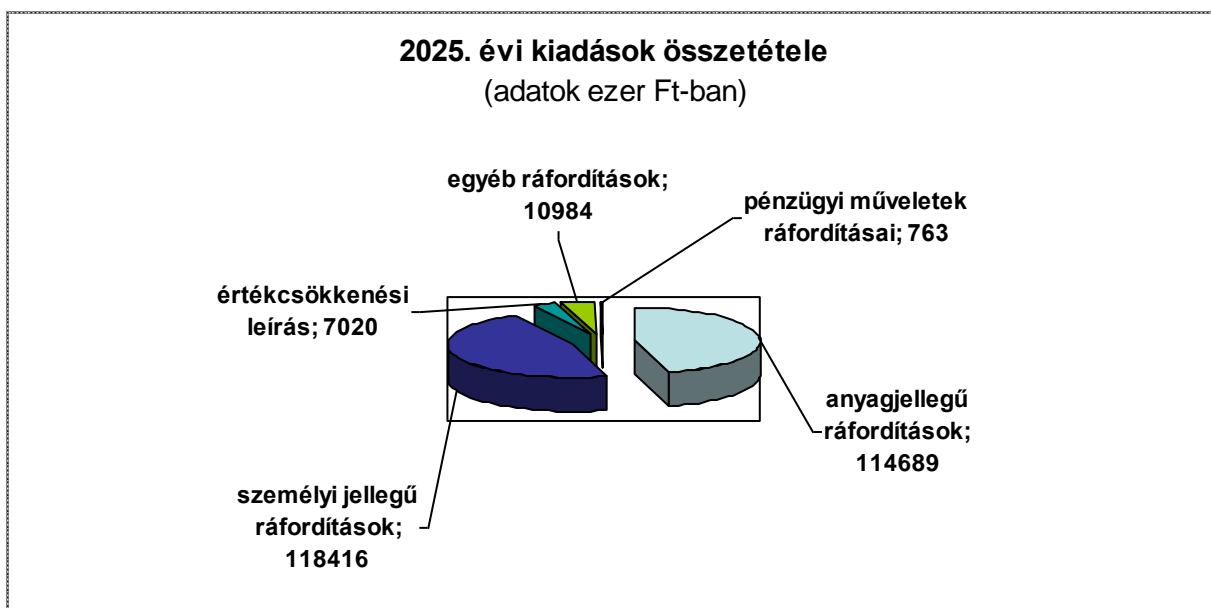 2025. évi kiadások összetétele
(adatok ezer Ft-ban)
egyéb ráfordítások;
10984
pénzügyi műveletek
ráfordításai; 763
értékcsökkenési
leírás; 7020
anyagjellegű
ráfordítások;
114689
személyi jellegű
ráfordítások;
118416